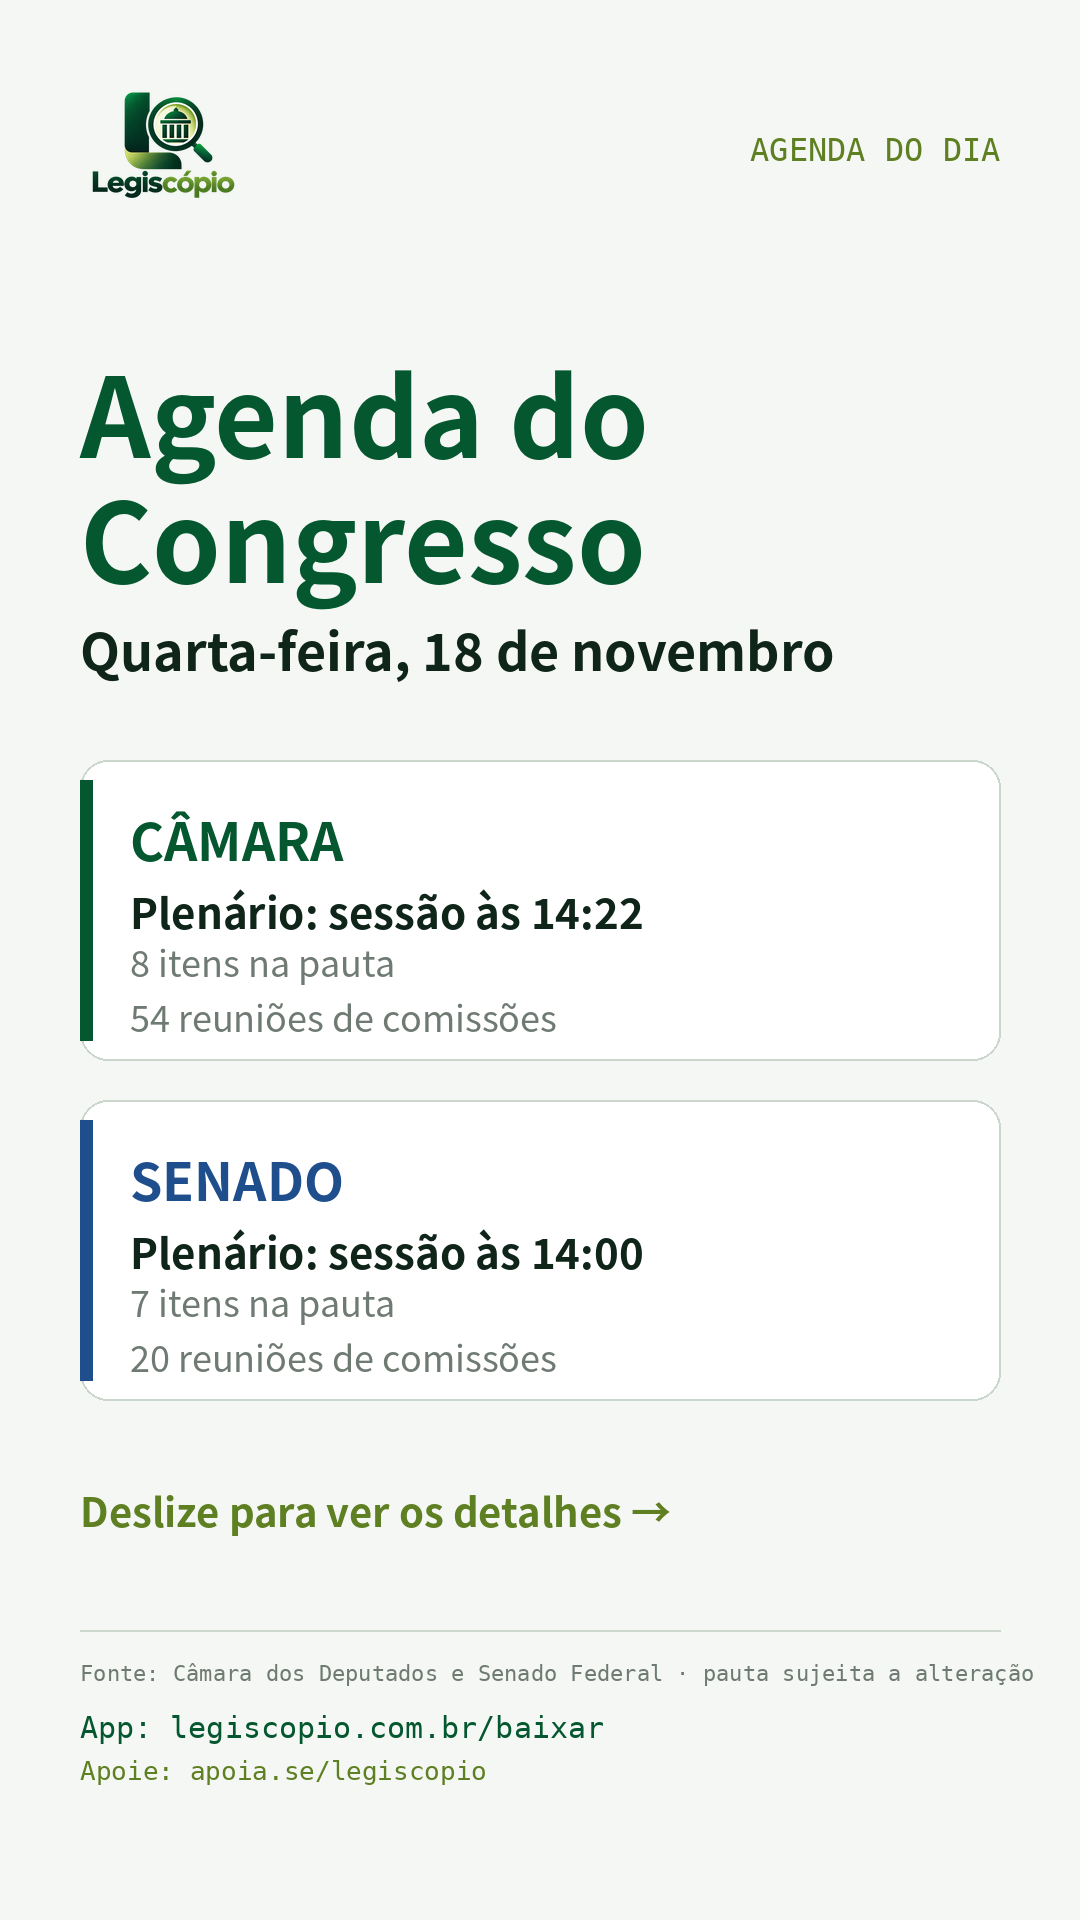 Legiscópio
AGENDA DO DIA
Agenda do
Congresso
Quarta-feira, 18 de novembro
CÂMARA
Plenário: sessão às 14:22
8 itens na pauta
54 reuniões de comissões
SENADO
Plenário: sessão às 14:00
7 itens na pauta
20 reuniões de comissões
Deslize para ver os detalhes →
Fonte: Câmara dos Deputados e Senado Federal · pauta sujeita a alteração
App: legiscopio.com.br/baixar
Apoie: apoia.se/legiscopio